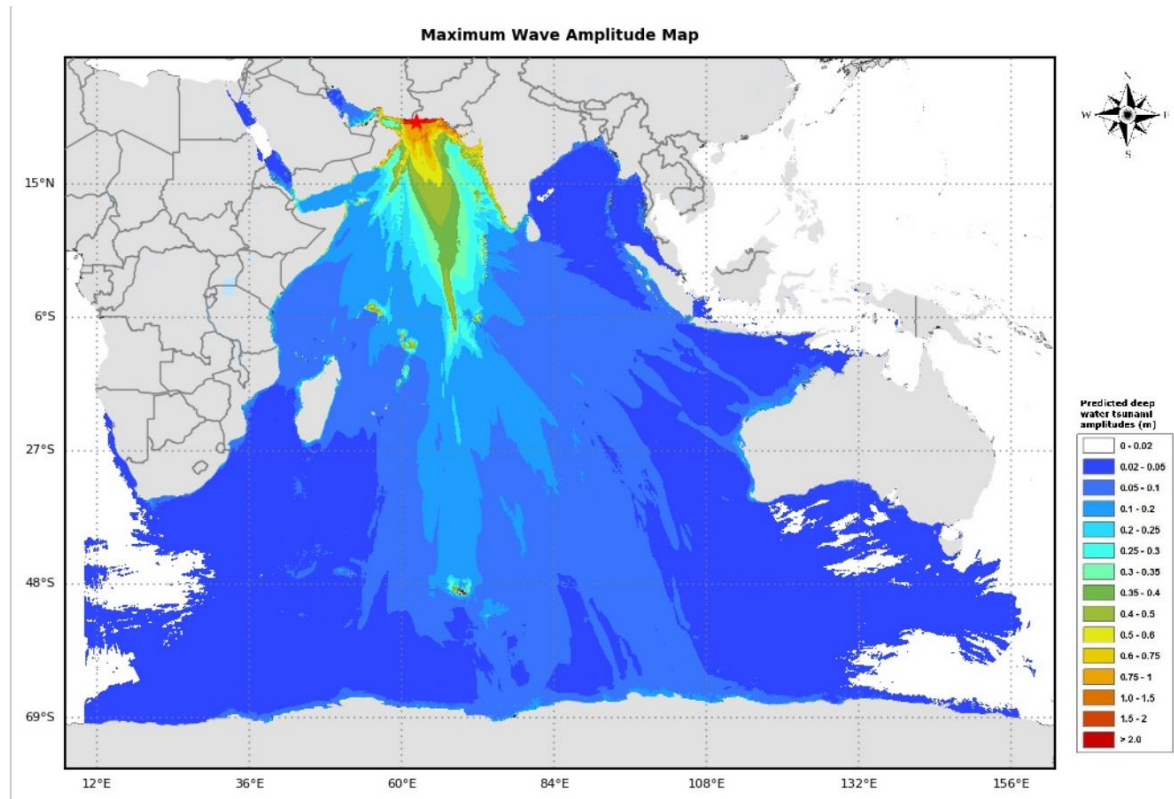 Maximum Wave Amplitude Map
N
W
E
S
15°N
6°S
27°S
48°S
69°S
12°E
36°E
60°E
84°E
108°E
132°E
156°E
Predicted deep
water tsunami
amplitudes (m)
0 - 0.02
0.02 - 0.05
0.05 - 0.1
0.1 - 0.2
0.2 - 0.25
0.25 - 0.3
0.3 - 0.35
0.35 - 0.4
0.4 - 0.5
0.5 - 0.6
0.6 - 0.75
0.75 - 1
1.0 - 1.5
1.5 - 2
> 2.0